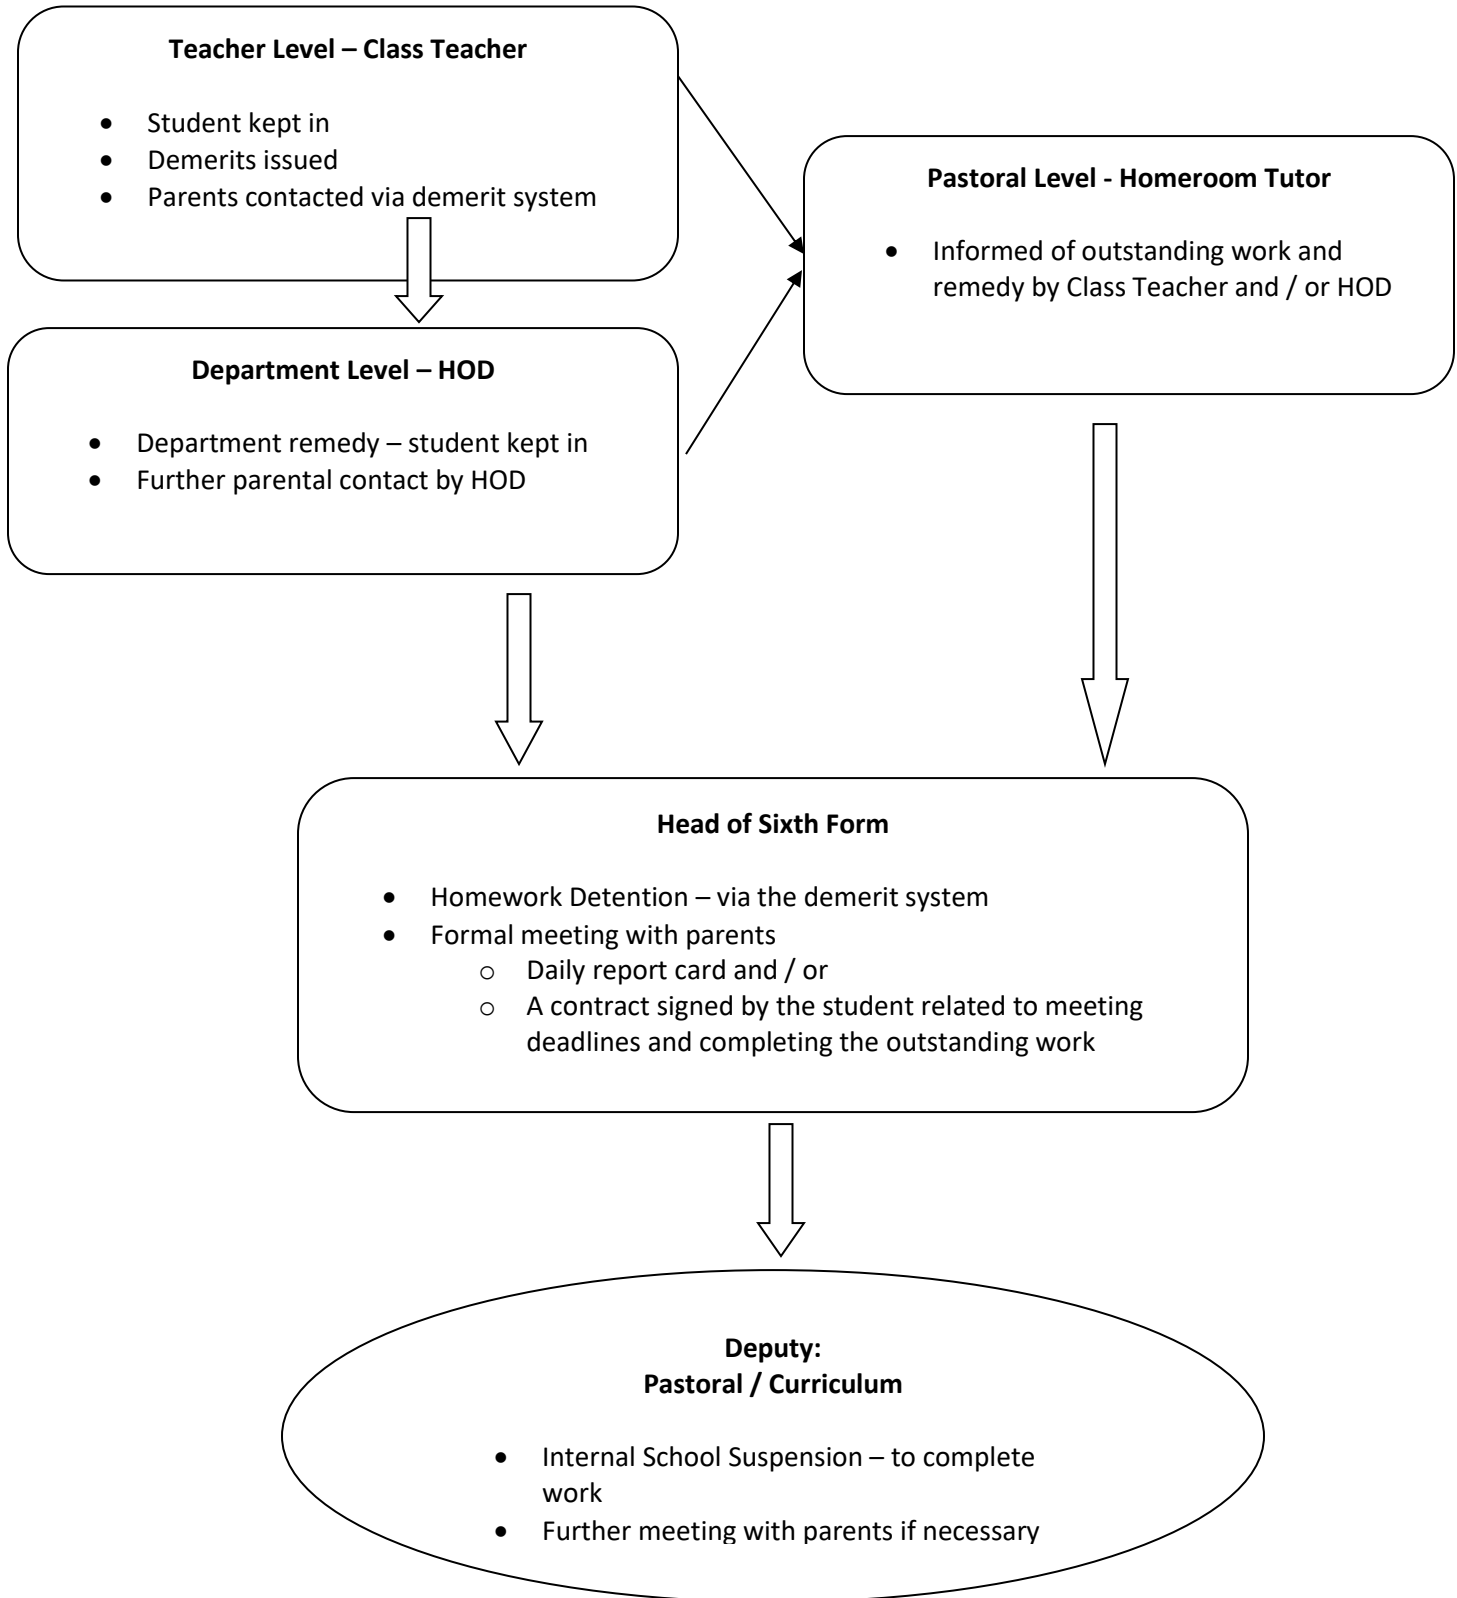 Teacher Level – Class Teacher
• Student kept in
• Demerits issued
• Parents contacted via demerit system
Pastoral Level - Homeroom Tutor
• Informed of outstanding work and
remedy by Class Teacher and / or HOD
Department Level – HOD
• Department remedy – student kept in
• Further parental contact by HOD
Head of Sixth Form
• Homework Detention – via the demerit system
• Formal meeting with parents
o Daily report card and / or
o A contract signed by the student related to meeting
deadlines and completing the outstanding work
Deputy:
Pastoral / Curriculum
• Internal School Suspension – to complete
work
• Further meeting with parents if necessary